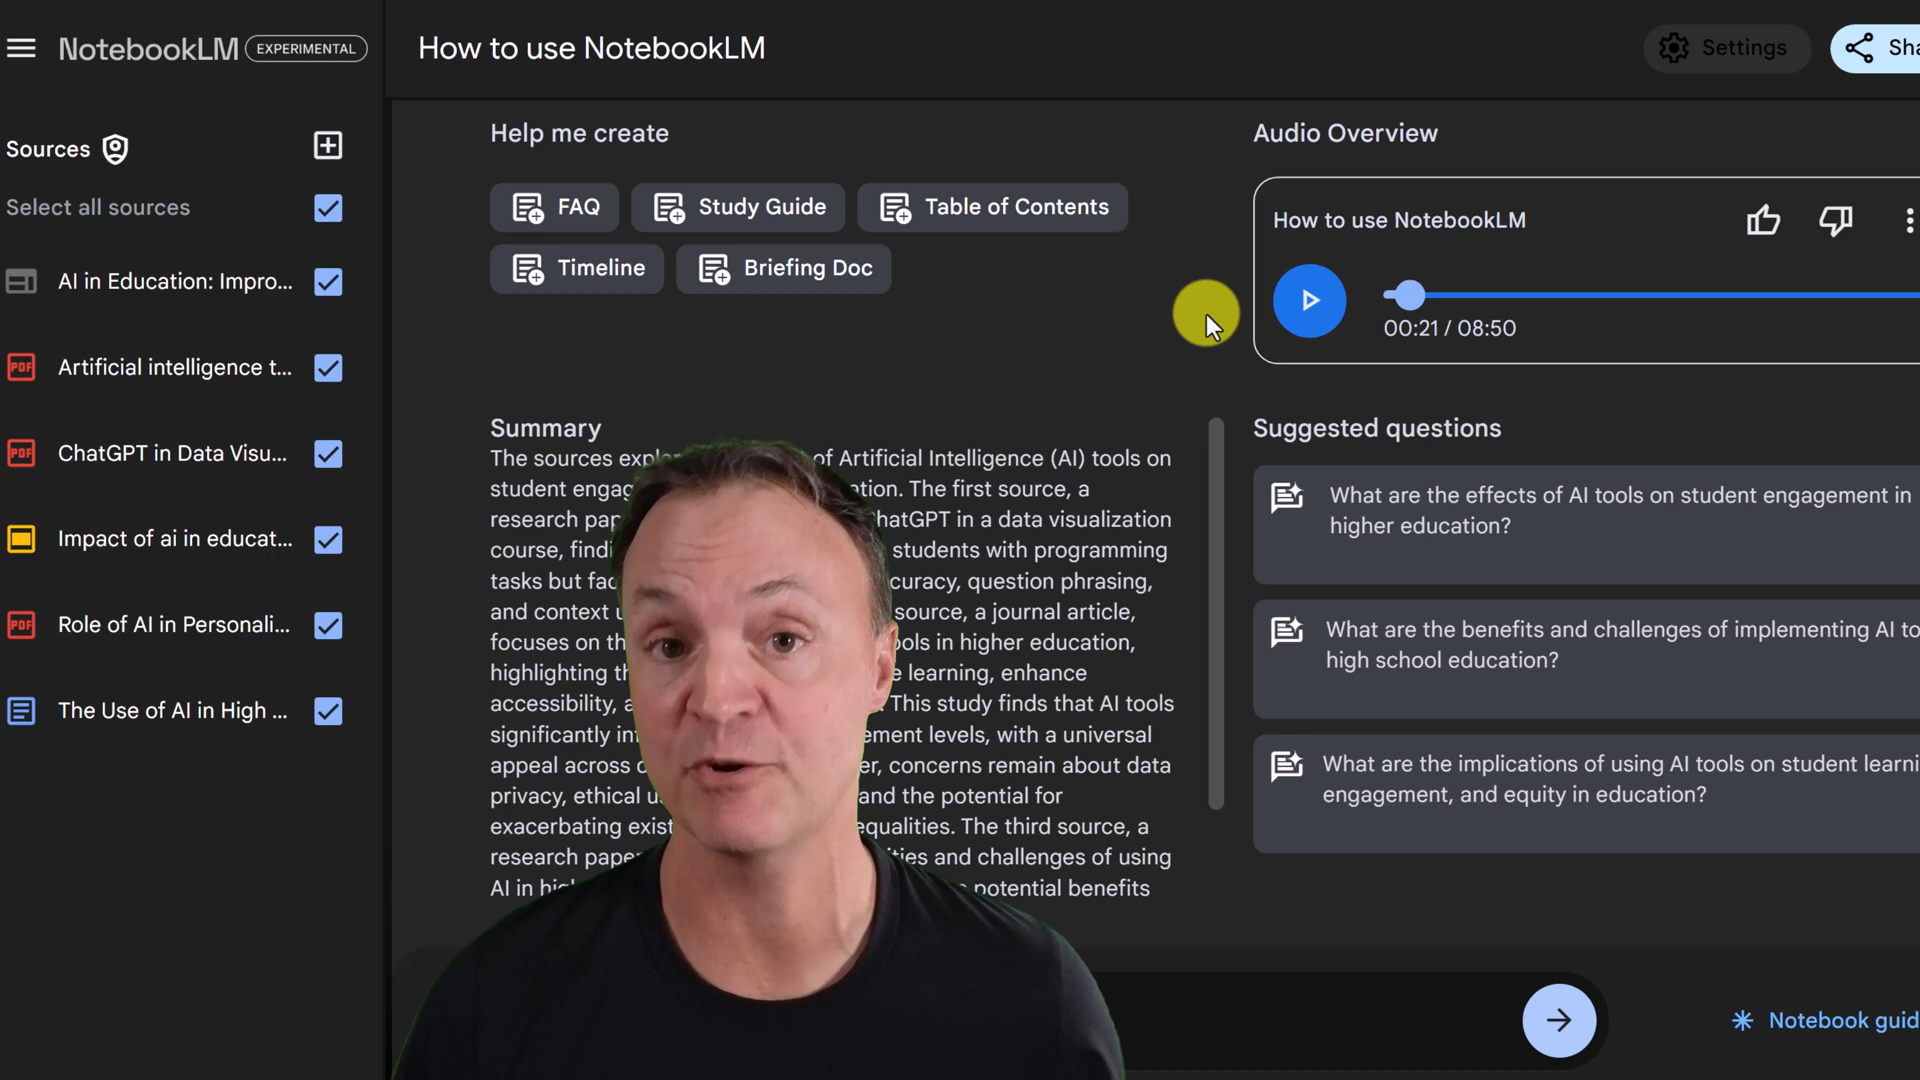 NotebookLM EXPERIMENTAL
How to use NotebookLM
Settings
Sources
Select all sources
AI in Education: Impro...
PDF Artificial intelligence t...
PDF ChatGPT in Data Visu...
Impact of ai in educat...
PDF Role of AI in Personali...
The Use of AI in High ...
Help me create
FAQ
Study Guide
Table of Contents
Timeline
Briefing Doc
Summary
The sources of Artificial Intelligence (AI) tools on
student The first source, a
research in a data visualization
course, students with programming
tasks but question phrasing,
and context source, a journal article,
focuses on in higher education,
highlighting learning, enhance
accessibility, This study finds that AI tools
significantly levels, with a universal
appeal across concerns remain about data
privacy, ethical and the potential for
exacerbating The third source, a
research and challenges of using
AI in potential benefits
Audio Overview
How to use NotebookLM
00:21 / 08:50
Suggested questions
What are the effects of AI tools on student engagement in
higher education?
What are the benefits and challenges of implementing AI
high school education?
What are the implications of using AI tools on student
engagement, and equity in education?
Notebook